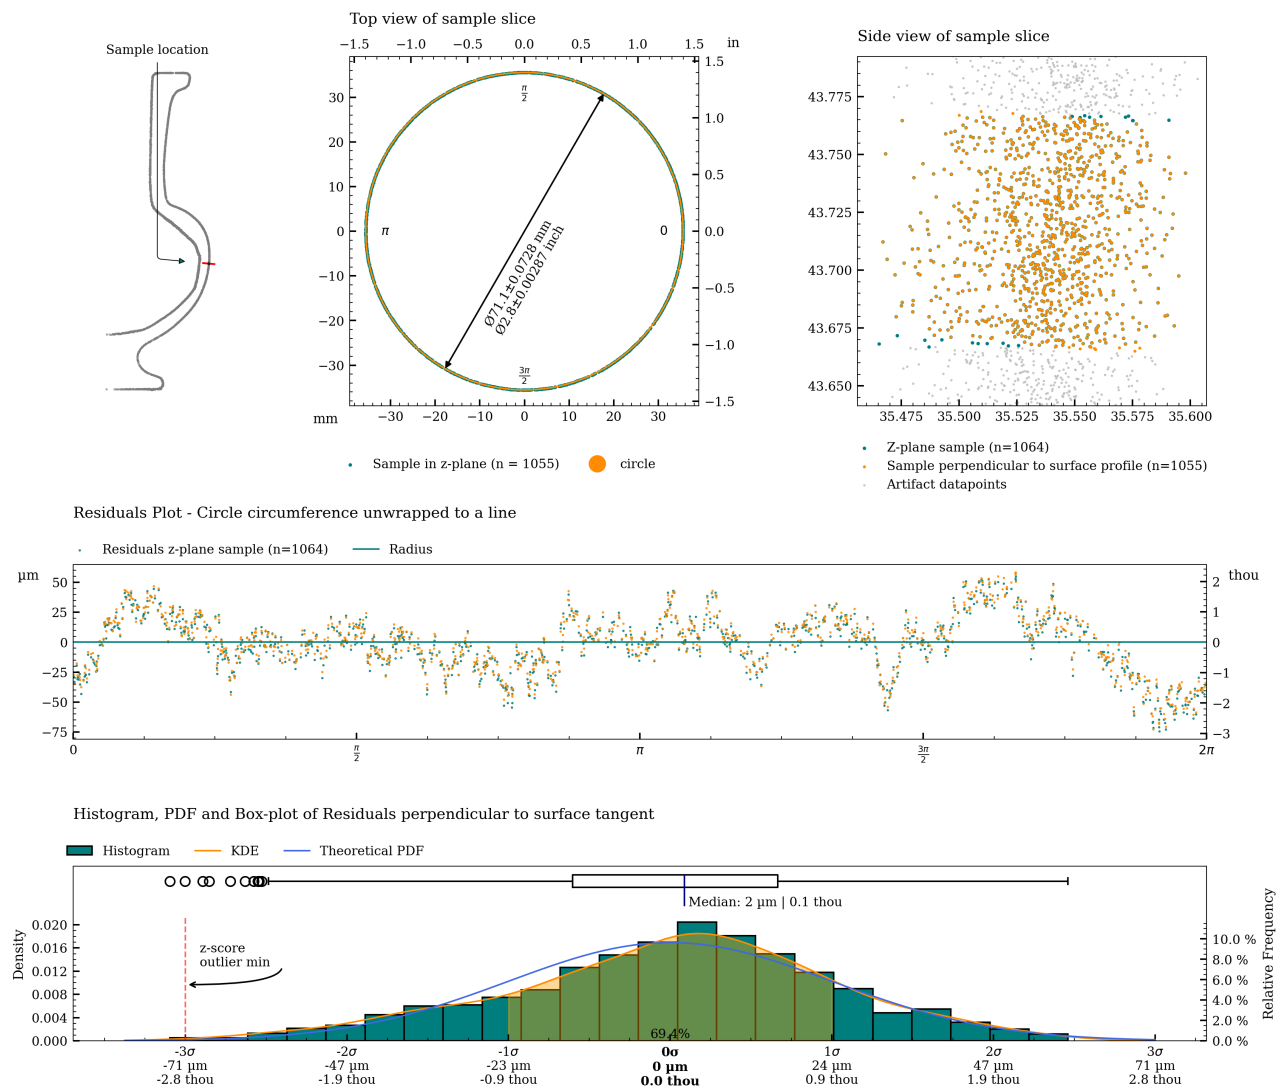 Sample location
Top view of sample slice
−1.5 −1.0 −0.5 0.0 0.5 1.0 1.5 in
30
20
10
0
−10
−20
−30
mm
−30 −20 −10 0 10 20 30
1.5
1.0
0.5
0.0
−0.5
−1.0
−1.5
π/2
π
0
3π/2
Ø71.1±0.0728 mm
Ø2.8±0.00287 inch
Sample in z-plane (n = 1055) circle
Side view of sample slice
43.775
43.750
43.725
43.700
43.675
43.650
35.475 35.500 35.525 35.550 35.575 35.600
Z-plane sample (n=1064)
Sample perpendicular to surface profile (n=1055)
Artifact datapoints
Residuals Plot - Circle circumference unwrapped to a line
Residuals z-plane sample (n=1064) Radius
µm
50
25
0
−25
−50
−75
thou
2
1
0
−1
−2
−3
0 π/2 π 3π/2 2π
Histogram, PDF and Box-plot of Residuals perpendicular to surface tangent
Histogram KDE Theoretical PDF
Median: 2 µm | 0.1 thou
z-score
outlier min
Density
0.020
0.016
0.012
0.008
0.004
0.000
Relative Frequency
10.0 %
8.0 %
6.0 %
4.0 %
2.0 %
0.0 %
69.4%
-3σ -2σ -1σ 0σ 1σ 2σ 3σ
-71 µm -47 µm -23 µm 0 µm 24 µm 47 µm 71 µm
-2.8 thou -1.9 thou -0.9 thou 0.0 thou 0.9 thou 1.9 thou 2.8 thou